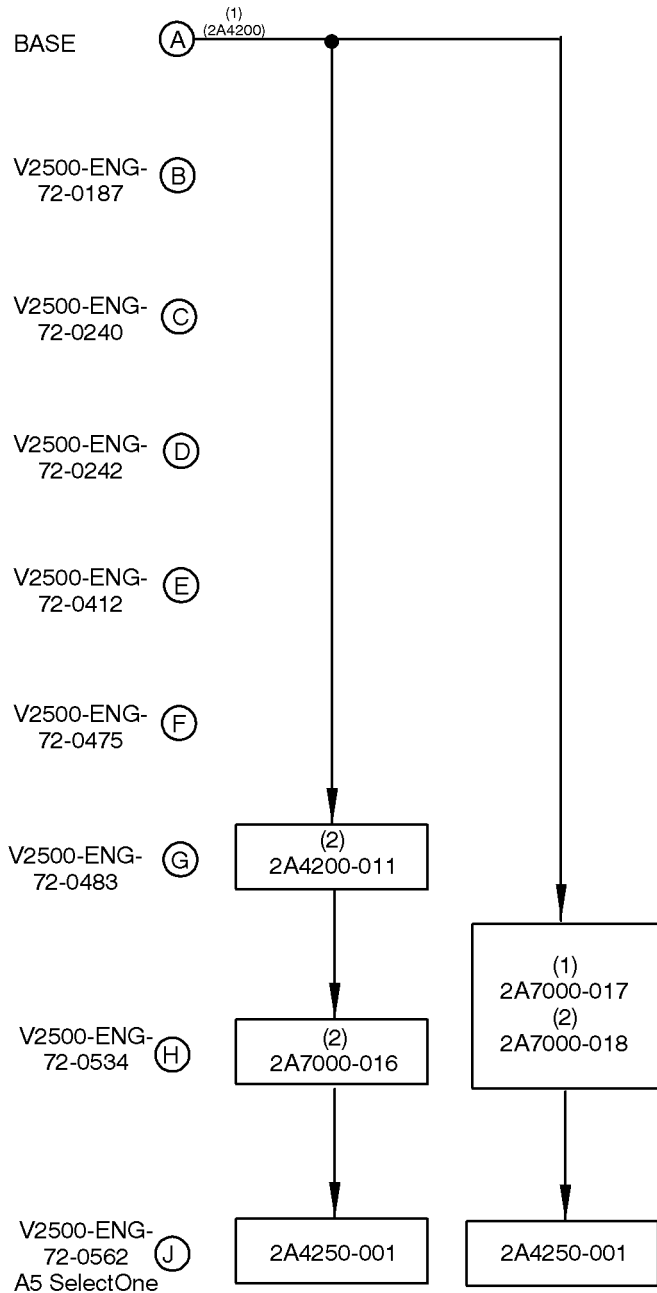 BASE
A
(1)
(2A4200)
V2500-ENG-
72-0187
B
V2500-ENG-
72-0240
C
V2500-ENG-
72-0242
D
V2500-ENG-
72-0412
E
V2500-ENG-
72-0475
F
V2500-ENG-
72-0483
G
(2)
2A4200-011
(1)
2A7000-017
(2)
2A7000-018
V2500-ENG-
72-0534
H
(2)
2A7000-016
V2500-ENG-
72-0562
A5 SelectOne
J
2A4250-001
2A4250-001